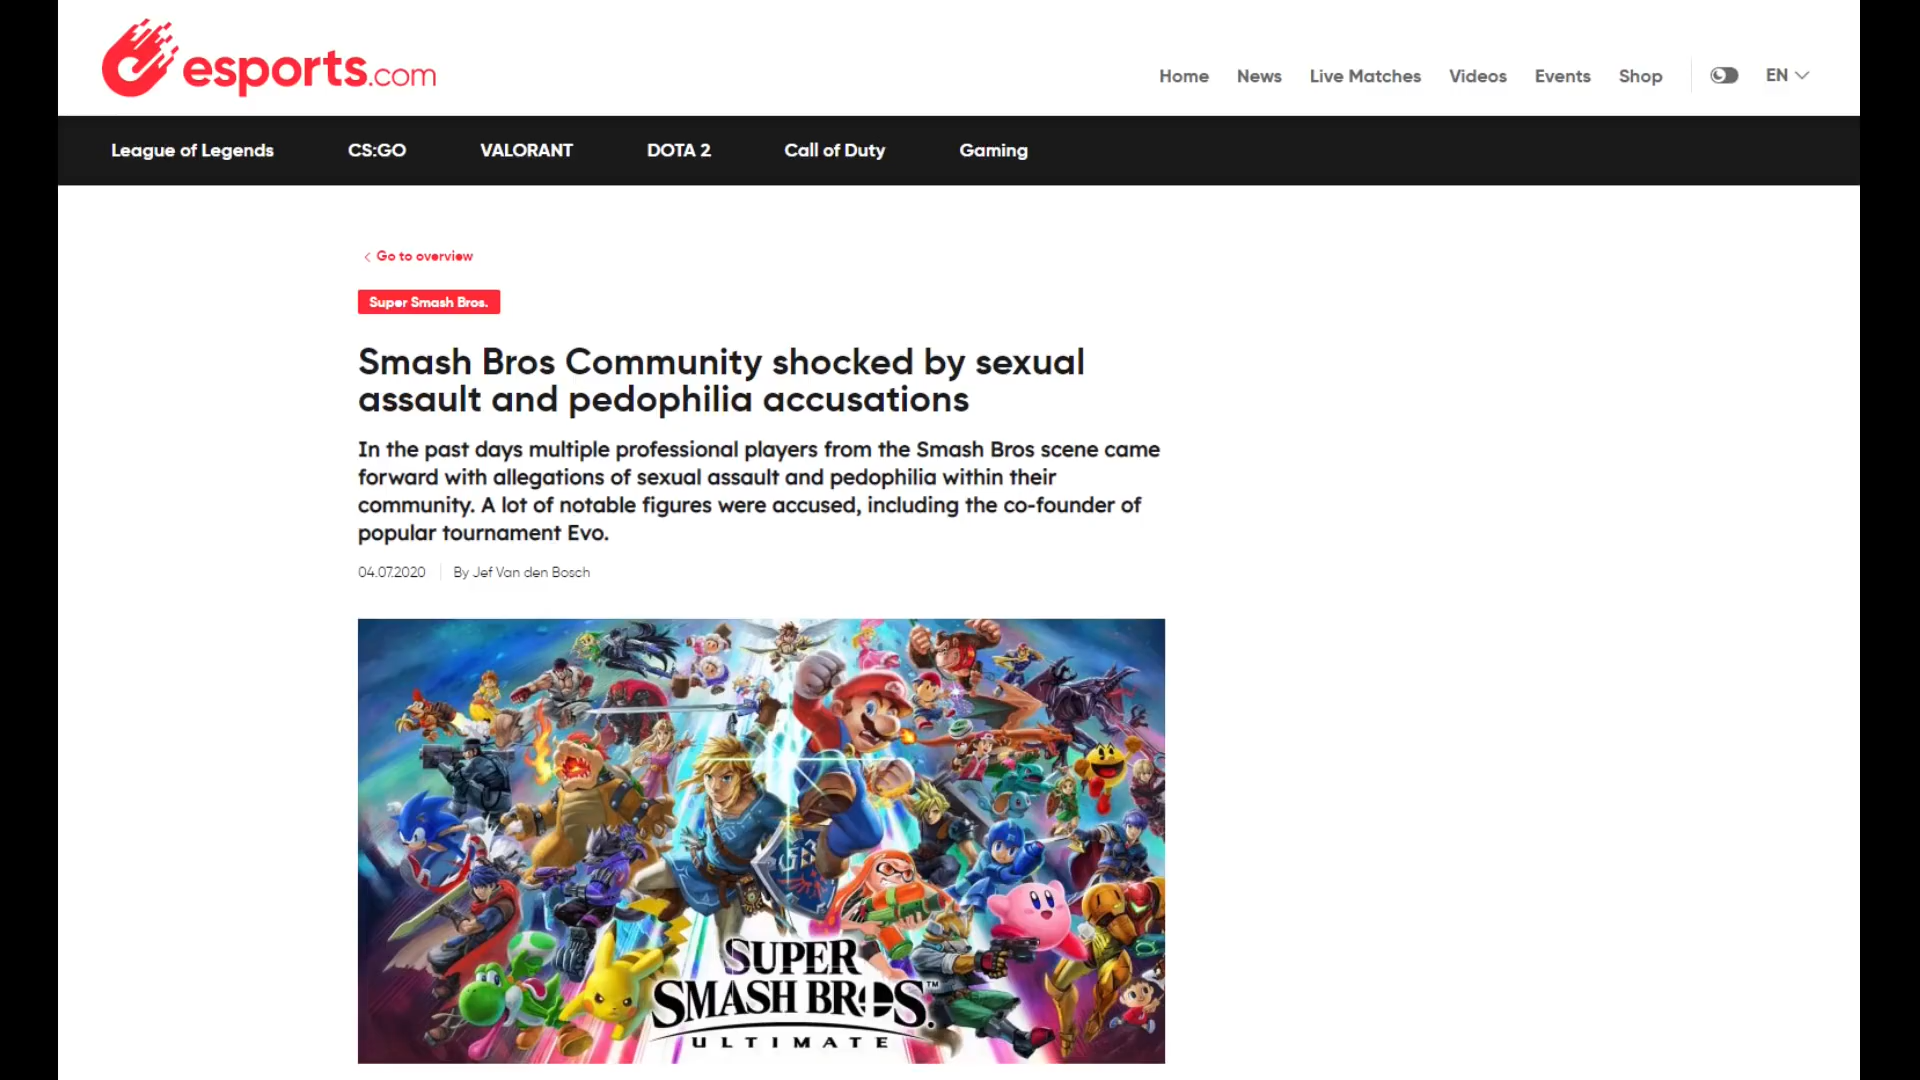 esports.com
Home News Live Matches Videos Events Shop EN
League of Legends CS:GO VALORANT DOTA 2 Call of Duty Gaming
Go to overview
Super Smash Bros.
Smash Bros Community shocked by sexual
assault and pedophilia accusations
In the past days multiple professional players from the Smash Bros scene came
forward with allegations of sexual assault and pedophilia within their
community. A lot of notable figures were accused, including the co-founder of
popular tournament Evo.
04.07.2020 By Jef Van den Bosch
SUPER
SMASH BROS.™
ULTIMATE